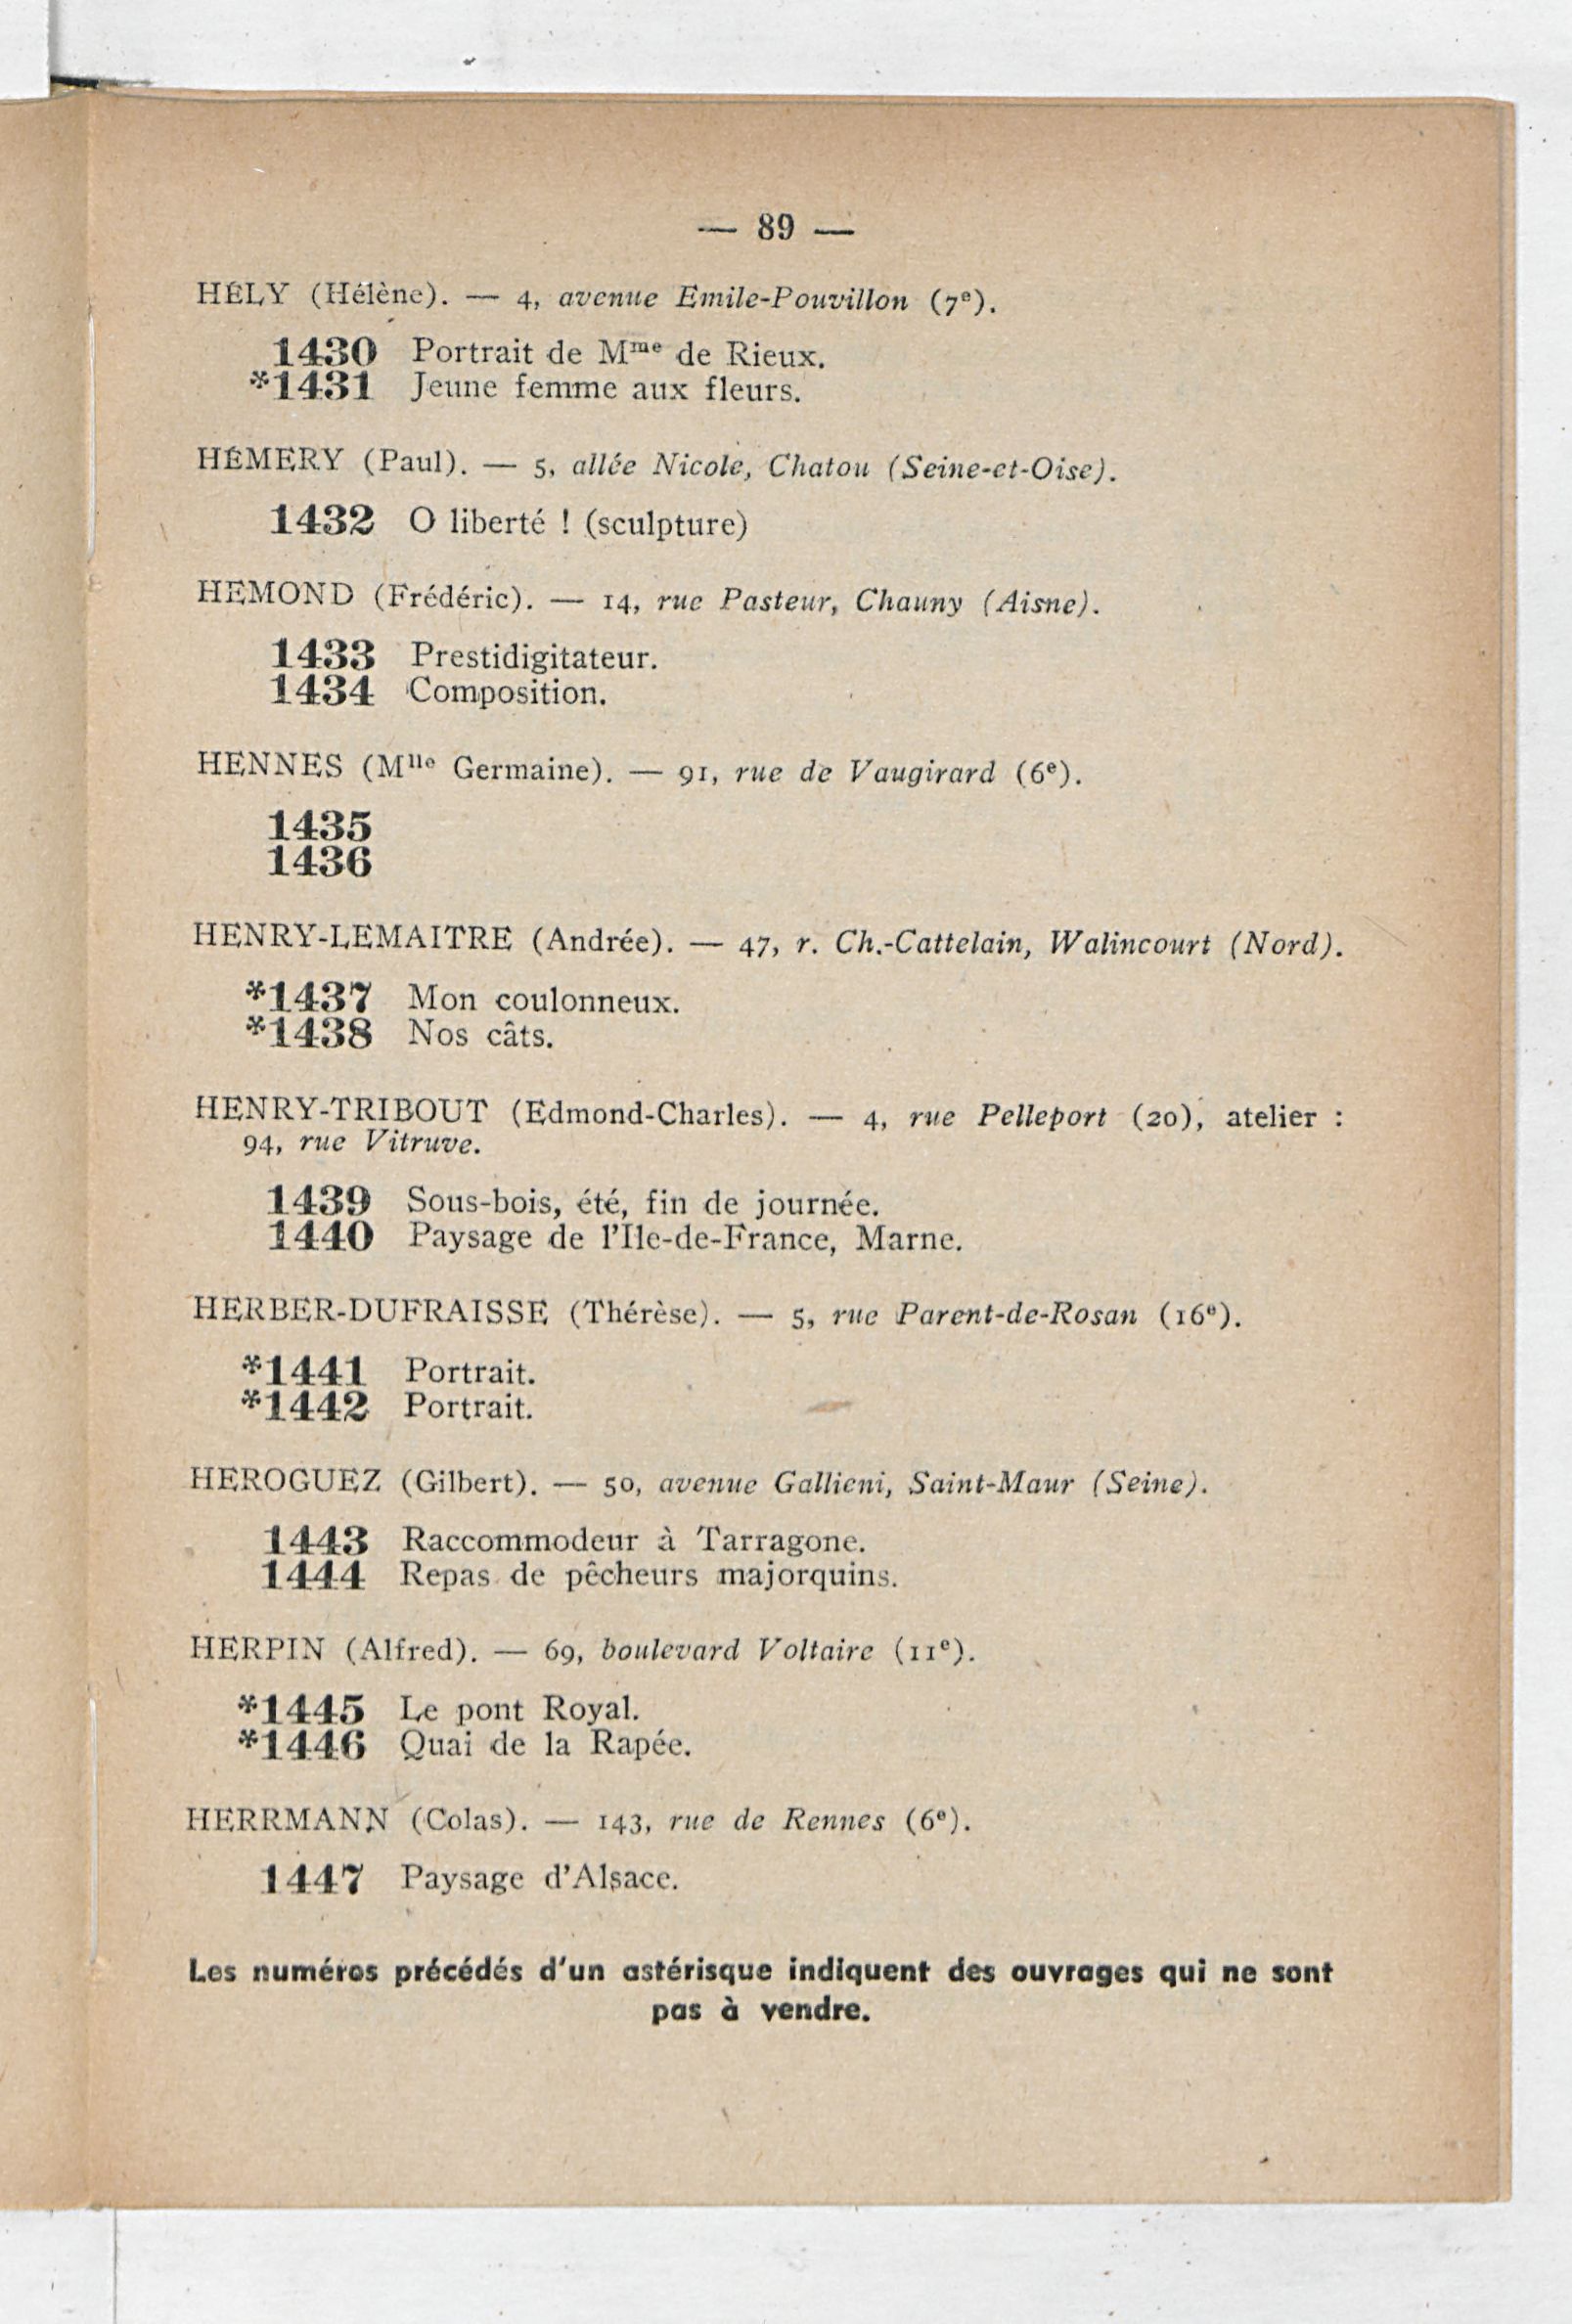 — 89 —
HÉLY (Hélène). — 4, avenue Emile-Pouvillon (7e).
1430 Portrait de Mme de Rieux.
*1431 Jeune femme aux fleurs.
HÉMERY (Paul). — 5, allée Nicole, Chatou (Seine-et-Oise).
1432 O liberté ! (sculpture)
HEMOND (Frédéric). — 14, rue Pasteur, Chauny (Aisne).
1433 Prestidigitateur.
1434 Composition.
HENNES (Mlle Germaine). — 91, rue de Vaugirard (6e).
1435
1436
HENRY-LEMAITRE (Andrée). — 47, r. Ch.-Cattelain, Walincourt (Nord).
*1437 Mon coulonneux.
*1438 Nos câts.
HENRY-TRIBOUT (Edmond-Charles). — 4, rue Pelleport (20), atelier :
94, rue Vitruve.
1439 Sous-bois, été, fin de journée.
1440 Paysage de l'Ile-de-France, Marne.
HERBER-DUFRAISSE (Thérèse). — 5, rue Parent-de-Rosan (16e).
*1441 Portrait.
*1442 Portrait.
HEROGUEZ (Gilbert). — 50, avenue Gallieni, Saint-Maur (Seine).
1443 Raccommodeur à Tarragone.
1444 Repas de pêcheurs majorquins.
HERPIN (Alfred). — 69, boulevard Voltaire (11e).
*1445 Le pont Royal.
*1446 Quai de la Rapée.
HERRMANN (Colas). — 143, rue de Rennes (6e).
1447 Paysage d'Alsace.
Les numéros précédés d'un astérisque indiquent des ouvrages qui ne sont
pas à vendre.